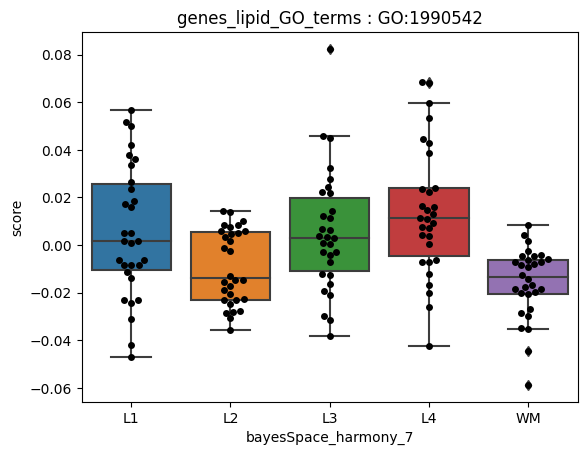 genes_lipid_GO_terms : GO:1990542
score
0.08
0.06
0.04
0.02
0.00
−0.02
−0.04
−0.06
L1 L2 L3 L4 WM
bayesSpace_harmony_7